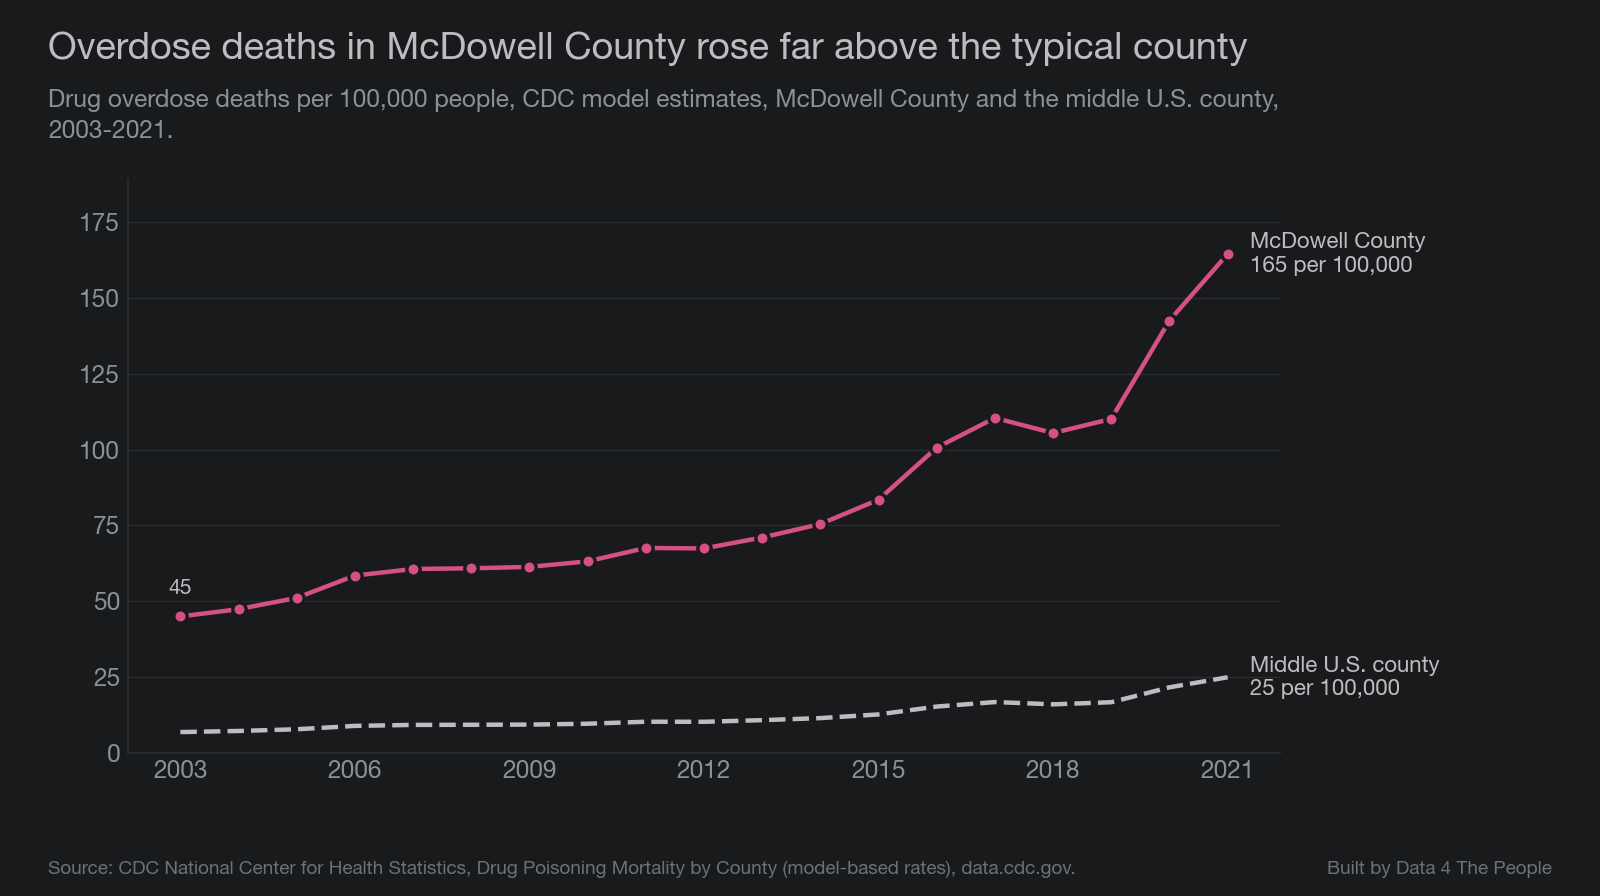 Overdose deaths in McDowell County rose far above the typical county
Drug overdose deaths per 100,000 people, CDC model estimates, McDowell County and the middle U.S. county,
2003-2021.
175
McDowell County
165 per 100,000
150
125
100
75
45
50
Middle U.S. county
25
25 per 100,000
0
2003 2006 2009 2012 2015 2018 2021
Source: CDC National Center for Health Statistics, Drug Poisoning Mortality by County (model-based rates), data.cdc.gov.
Built by Data 4 The People